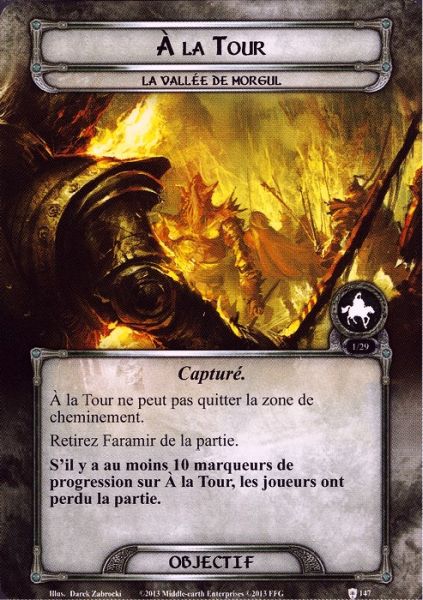 À la Tour
La Vallée de Morgul
1/29
Capturé.
À la Tour ne peut pas quitter la zone de
cheminement.
Retirez Faramir de la partie.
S'il y a au moins 10 marqueurs de
progression sur À la Tour, les joueurs ont
perdu la partie.
Objectif
Illus. Darek Zabrocki ©2013 Middle-earth Enterprises ©2013 FFG 147